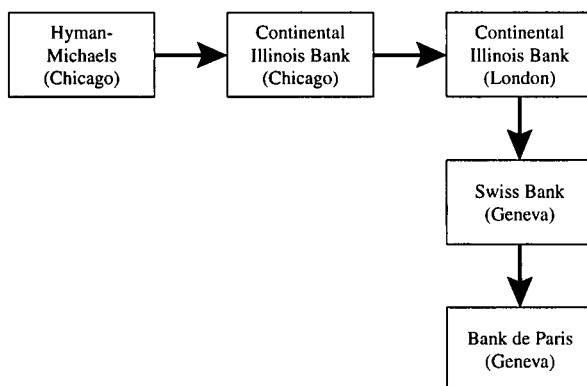 Hyman-
Michaels
(Chicago)
Continental
Illinois Bank
(Chicago)
Continental
Illinois Bank
(London)
Swiss Bank
(Geneva)
Bank de Paris
(Geneva)